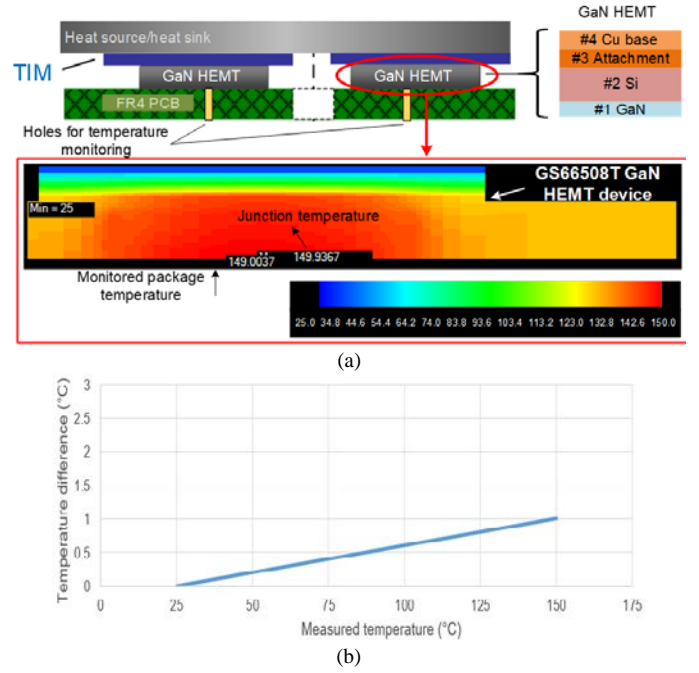 GaN HEMT
Heat source/heat sink
TIM
GaN HEMT
GaN HEMT
#4 Cu base
#3 Attachment
#2 Si
#1 GaN
FR4 PCB
Holes for temperature
monitoring
GS66508T GaN
HEMT device
Min = 25
Junction temperature
149.0037
149.9367
Monitored package
temperature
25.0 34.8 44.6 54.4 64.2 74.0 83.8 93.6 103.4 113.2 123.0 132.8 142.6 150.0
(a)
Temperature difference (°C)
3
2.5
2
1.5
1
0.5
0
0 25 50 75 100 125 150 175
Measured temperature (°C)
(b)